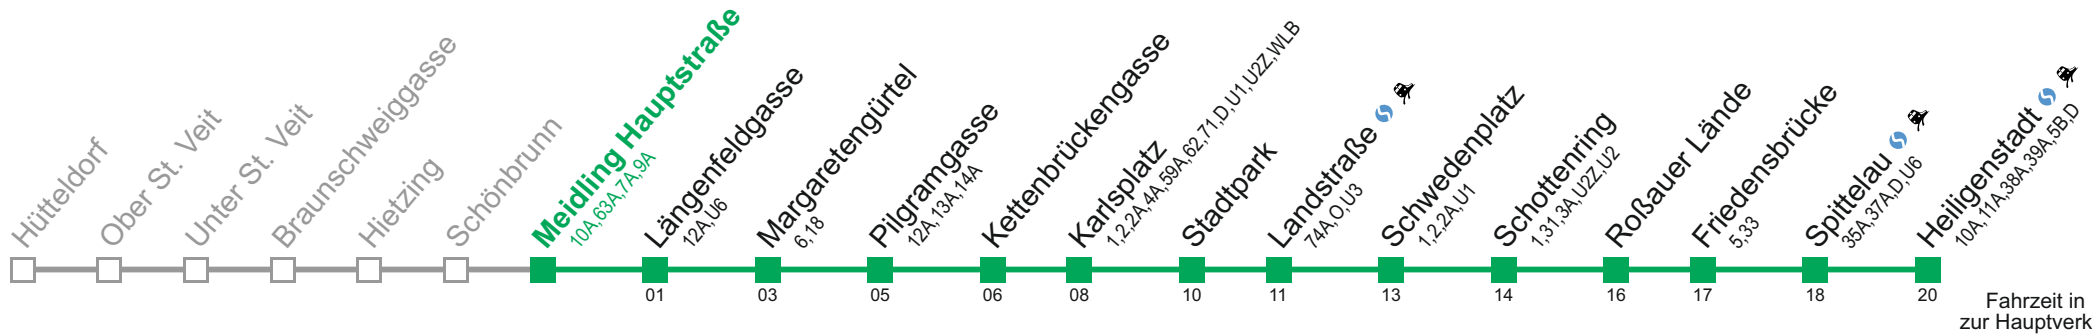 Hütteldorf
Ober St. Veit
Unter St. Veit
Braunschweiggasse
Hietzing
Schönbrunn
Meidling Hauptstraße
10A,63A,7A,9A
Längenfeldgasse
12A,U6
Margaretengürtel
6,18
Pilgramgasse
12A,13A,14A
Kettenbrückengasse
Karlsplatz
1,2,2A,4A,59A,62,71,D,U1,U2Z,WLB
Stadtpark
Landstraße
74A,O,U3
Schwedenplatz
1,2,2A,U1
Schottenring
1,31,3A,U2Z,U2
Roßauer Lände
Friedensbrücke
5,33
Spittelau
35A,37A,D,U6
Heiligenstadt
10A,11A,38A,39A,5B,D
01 03 05 06 08 10 11 13 14 16 17 18 20
Fahrzeit in
zur Hauptverk